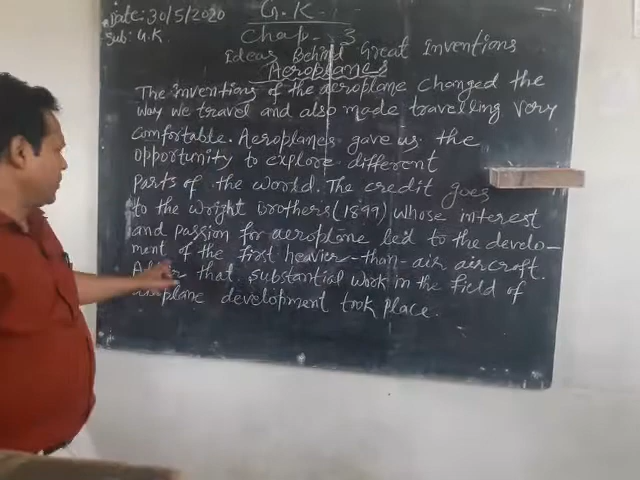 Date: 30/5/2020
G.K
Sub: G.K
Chap - 3
Ideas Behind Great Inventions
Aeroplanes
The inventions of the aeroplane changed the
way we travel and also made travelling very
comfortable. Aeroplanes gave us the
opportunity to explore different
parts of the world. The credit goes
to the wright brothers (1899) whose interest
and passion for aeroplane led to the develo-
ment of the first heavier-than-air aircroft.
After that substantial work in the field of
aeroplane development took place.